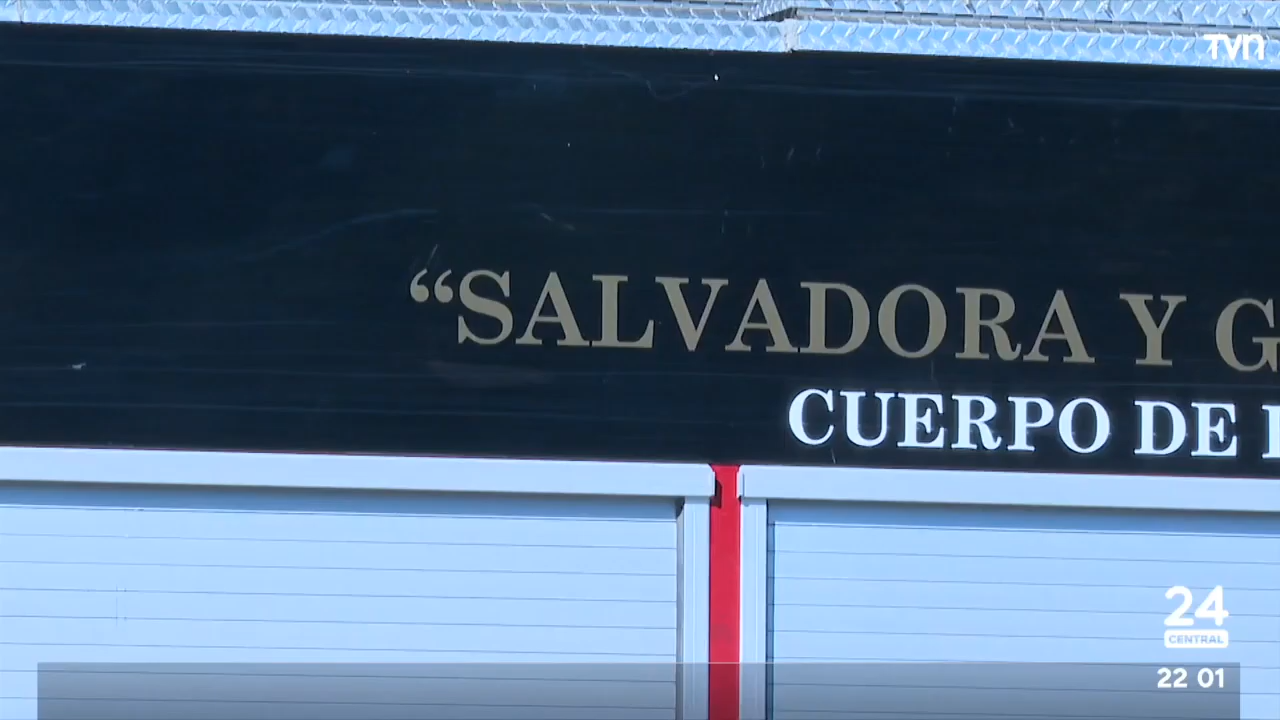 TVN
“SALVADORA Y G
CUERPO DE
24
CENTRAL
22 01